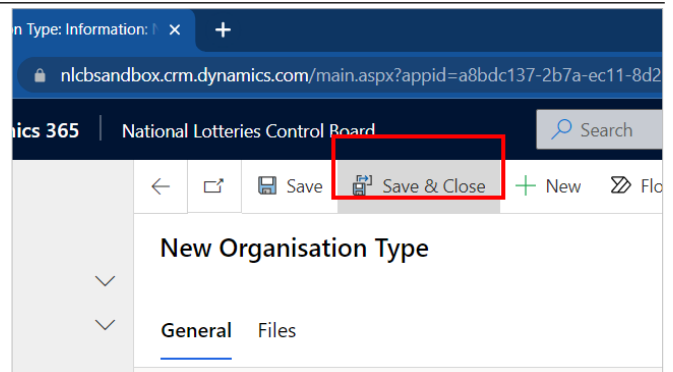 n Type: Information: N
nlcbsandbox.crm.dynamics.com/main.aspx?appid=a8bdc137-2b7a-ec11-8d2
ics 365 National Lotteries Control Board Search
Save Save & Close New Flo
New Organisation Type
General Files